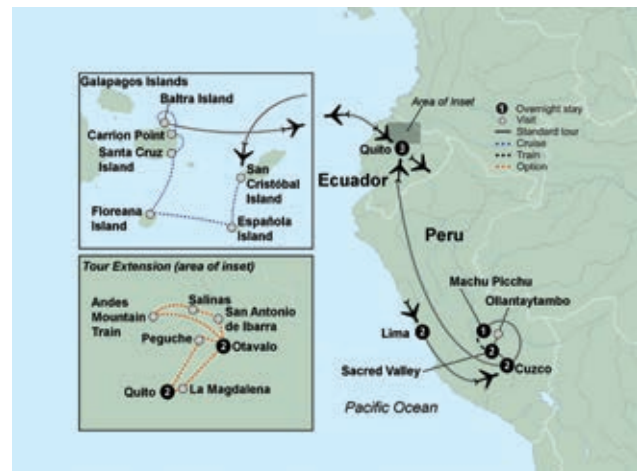 Galapagos Islands
Baltra Island
Carrion Point
Santa Cruz
Island
San
Cristóbal
Island
Floreana
Island
Española
Island
Tour Extension (area of inset)
Andes
Mountain
Train
Salinas
San Antonio
de Ibarra
Peguche
2 Otavalo
Quito 2
La Magdalena
Area of Inset
1 Overnight stay
Visit
Standard tour
Cruise
Train
Option
Quito 3
Ecuador
Peru
Machu Picchu
Ollantaytambo
1
Lima 2
2
Sacred Valley
2 Cuzco
Pacific Ocean